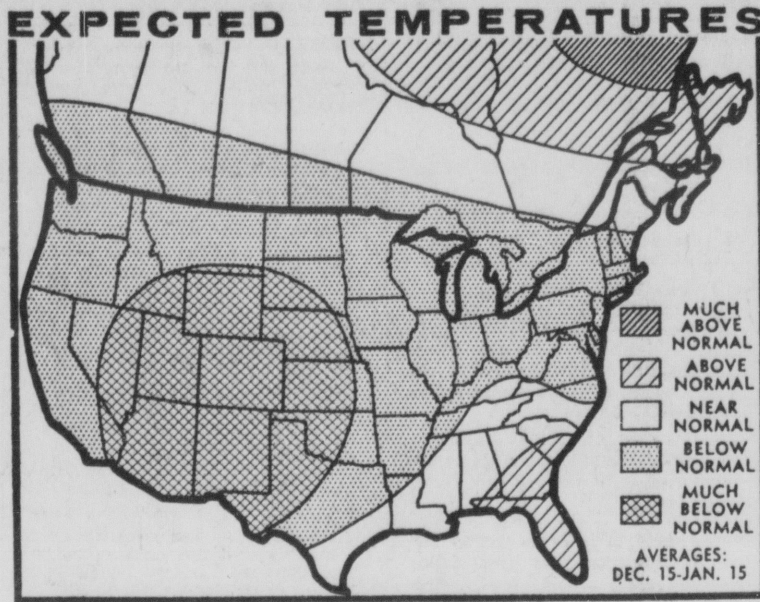 EXPECTED TEMPERATURES
MUCH
ABOVE
NORMAL
ABOVE
NORMAL
NEAR
NORMAL
BELOW
NORMAL
MUCH
BELOW
NORMAL
AVERAGES:
DEC. 15-JAN. 15